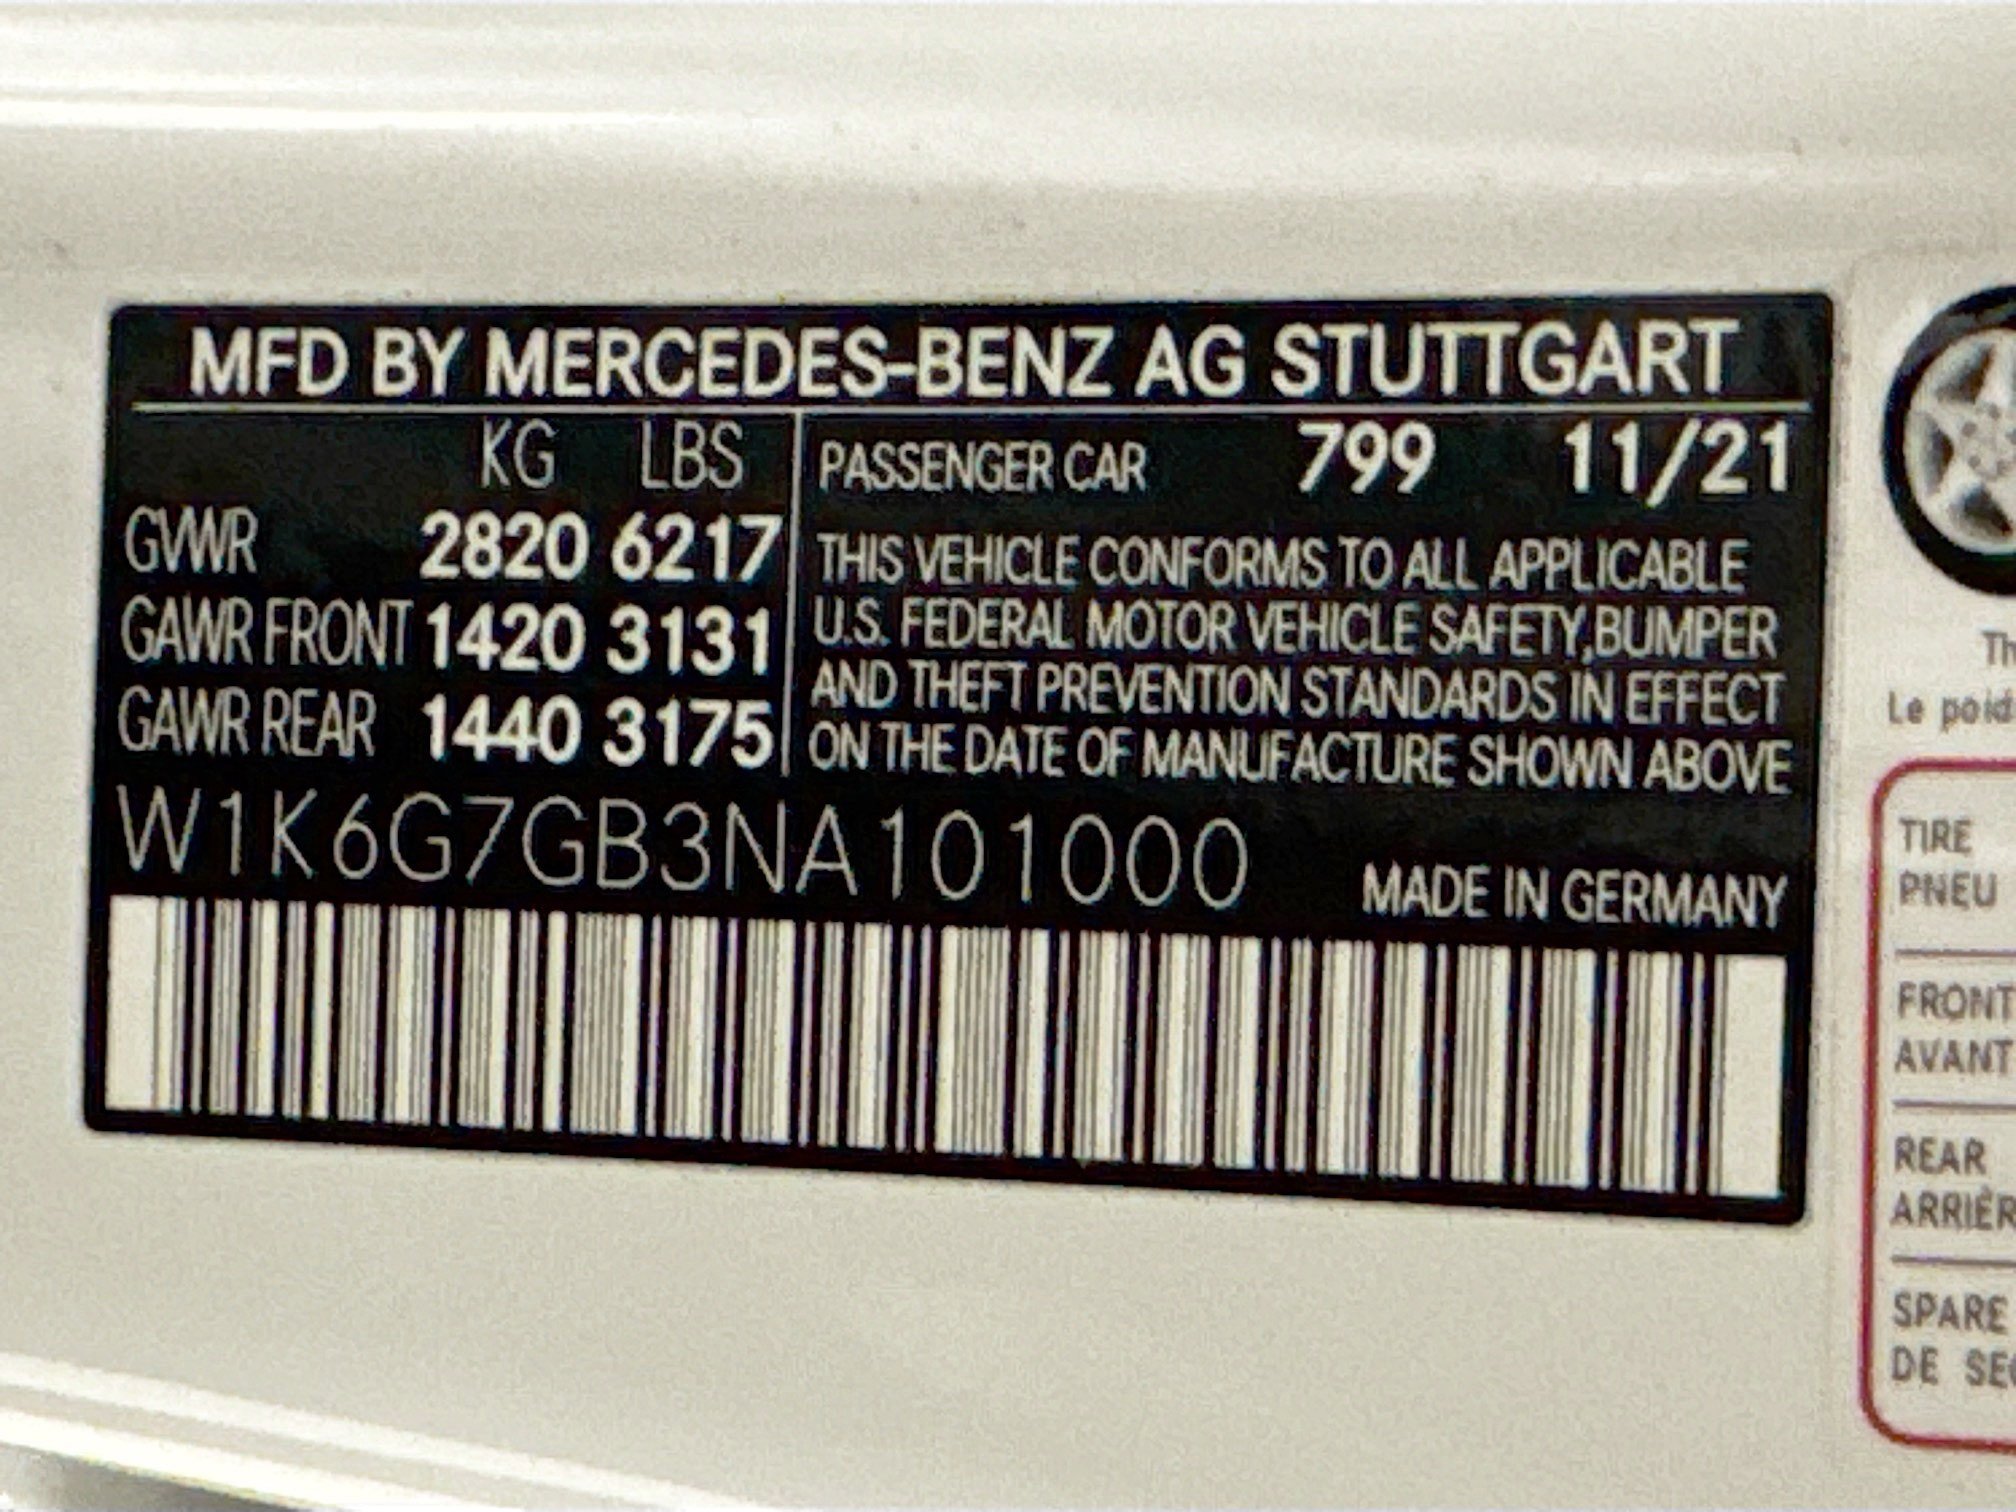 MFD BY MERCEDES-BENZ AG STUTTGART
KG LBS
GVWR 2820 6217
GAWR FRONT 1420 3131
GAWR REAR 1440 3175
PASSENGER CAR 799 11/21
THIS VEHICLE CONFORMS TO ALL APPLICABLE
U.S. FEDERAL MOTOR VEHICLE SAFETY,BUMPER
AND THEFT PREVENTION STANDARDS IN EFFECT
ON THE DATE OF MANUFACTURE SHOWN ABOVE
W1K6G7GB3NA101000
MADE IN GERMANY
Le
TIRE
PNEU
FRONT
AVANT
REAR
SPARE
DE